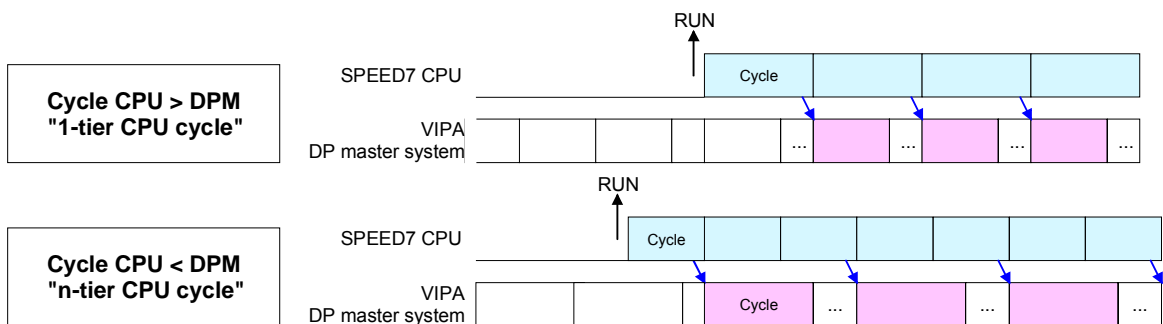 RUN
SPEED7 CPU
Cycle
Cycle CPU > DPM
"1-tier CPU cycle"
VIPA
DP master system
... ... ... ...
RUN
SPEED7 CPU
Cycle
Cycle CPU < DPM
"n-tier CPU cycle"
VIPA
DP master system
Cycle ... ... ...